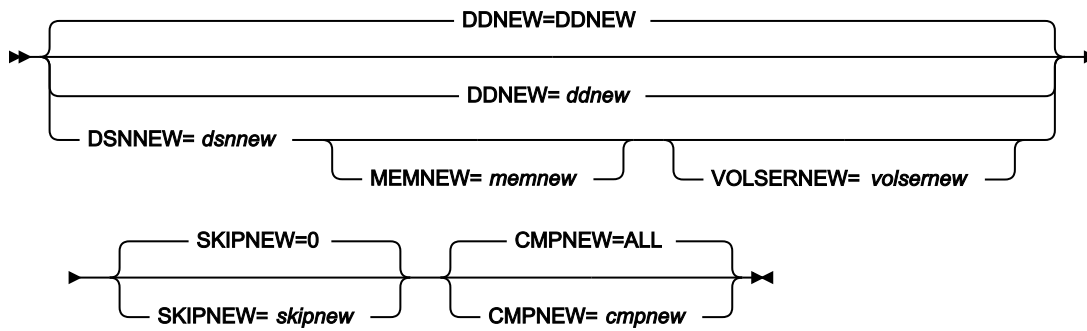 DDNEW=DDNEW
DDNEW= ddnew
DSNNEW= dsnnew
MEMNEW= memnew VOLSERNEW= volsernew
SKIPNEW=0 CMPNEW=ALL
SKIPNEW= skipnew CMPNEW= cmpnew